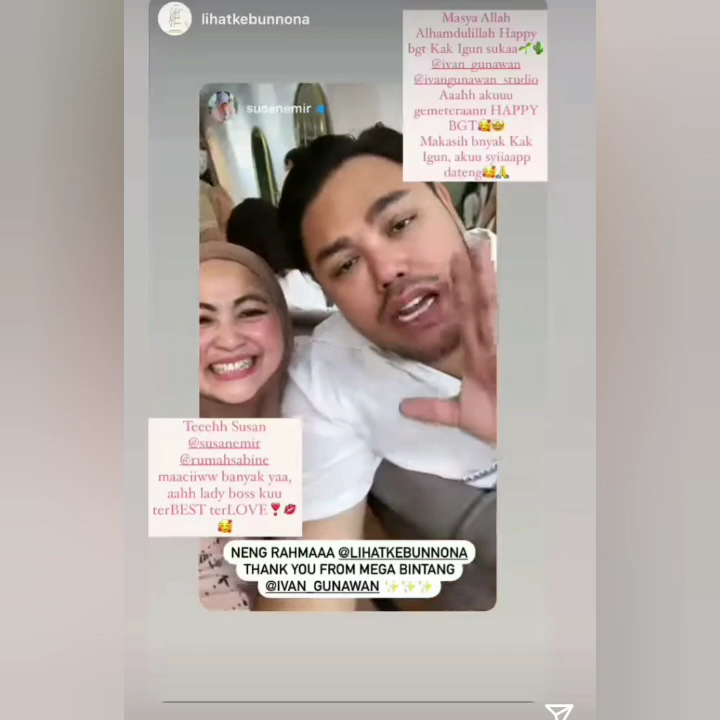 lihatkebunnona
Masya Allah
Alhamdulillah Happy
bgt Kak Igun sukaa🌱🌵
@ivan_gunawan
@ivangunawan_studio
Aaahh akuuu
gemeteraann HAPPY
BGT🥰🤩
Makasih bnyak Kak
Igun, akuu syiiaapp
dateng🥰🙏
susanemir
Teeehh Susan
@susanemir
@rumahsabine
maaciiww banyak yaa,
aahh lady boss kuu
terBEST terLOVE❣️💋
🥰
NENG RAHMAAA @LIHATKEBUNNONA
THANK YOU FROM MEGA BINTANG
@IVAN_GUNAWAN ✨✨✨